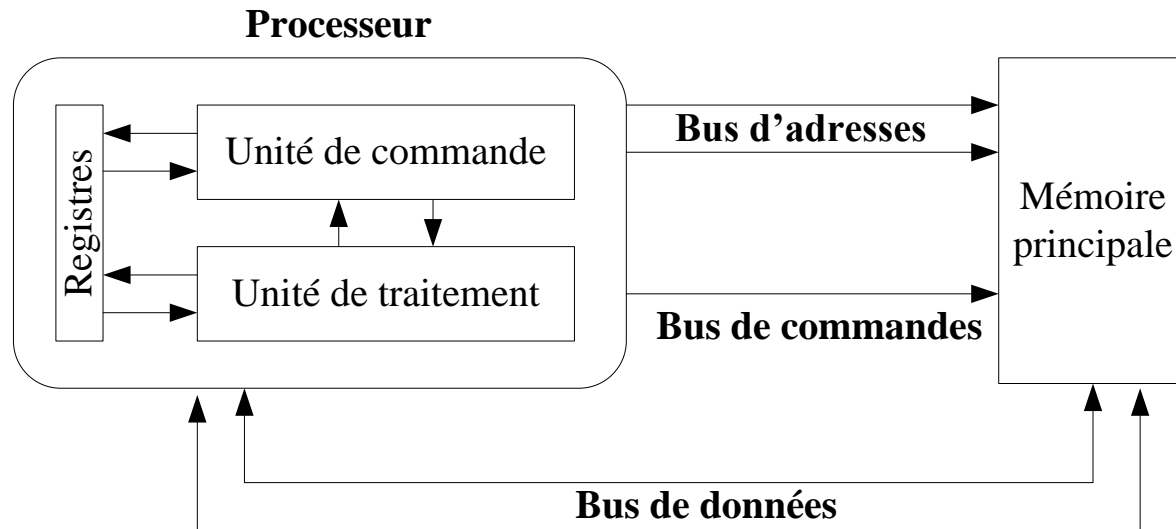 Processeur
Registres
Unité de commande
Unité de traitement
Bus d’adresses
Bus de commandes
Mémoire
principale
Bus de données